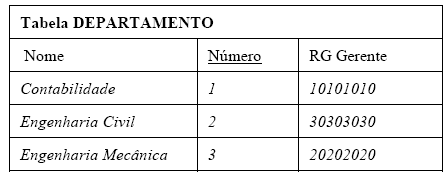 Tabela DEPARTAMENTO
Nome Número RG Gerente
Contabilidade 1 10101010
Engenharia Civil 2 30303030
Engenharia Mecânica 3 20202020